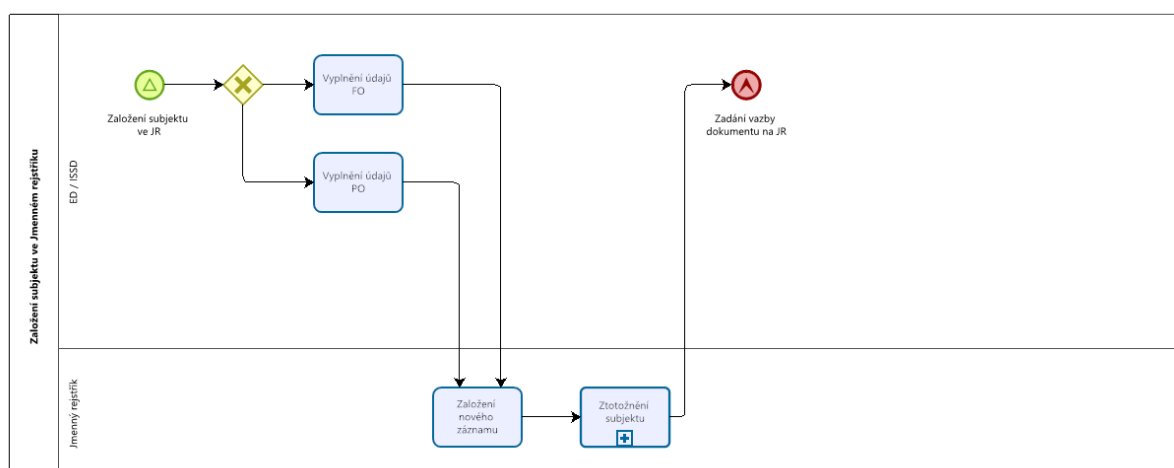 Založení subjektu ve Jmenném rejstříku
ED / ISSD
Založení subjektu
ve JR
Vyplnění údajů
FO
Vyplnění údajů
PO
Zadání vazby
dokumentu na JR
Jmenný rejstřík
Založení
nového
záznamu
Ztotožnění
subjektu